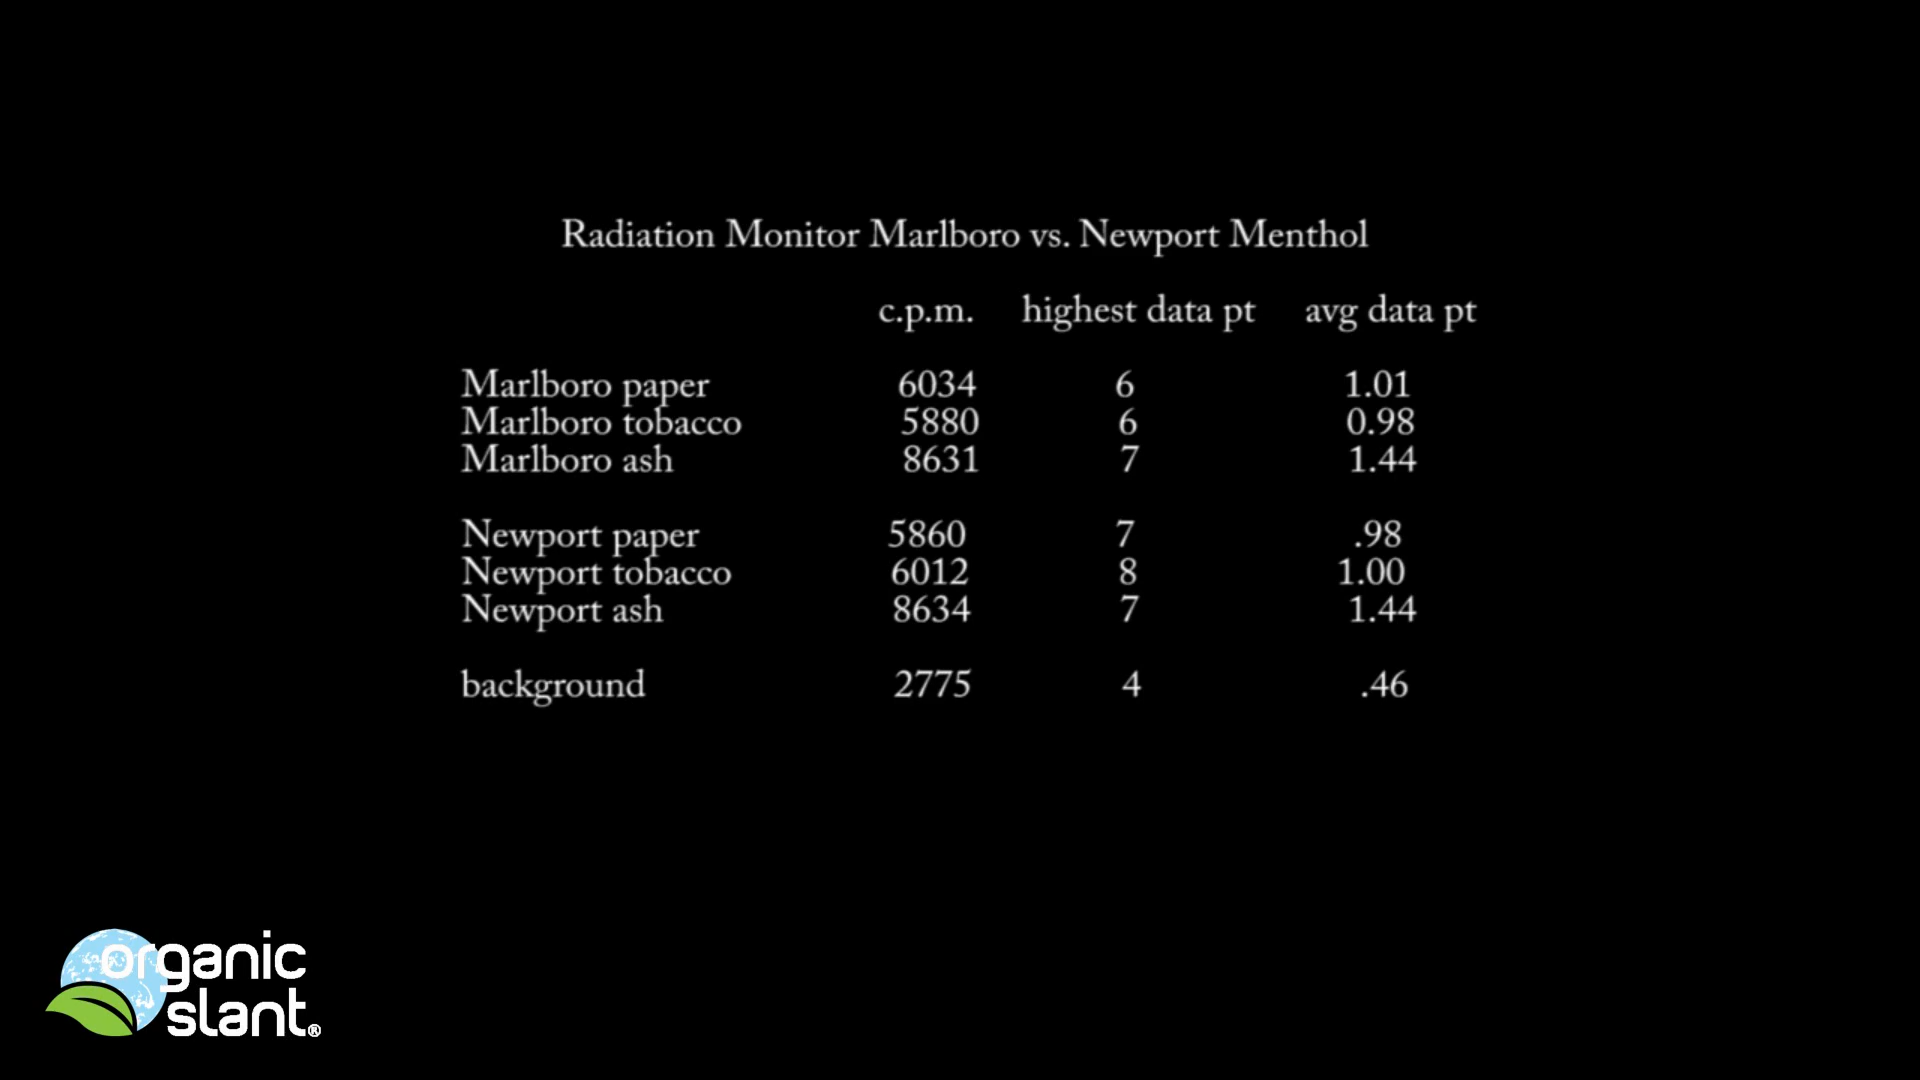 Radiation Monitor Marlboro vs. Newport Menthol
c.p.m. highest data pt avg data pt
Marlboro paper 6034 6 1.01
Marlboro tobacco 5880 6 0.98
Marlboro ash 8631 7 1.44
Newport paper 5860 7 .98
Newport tobacco 6012 8 1.00
Newport ash 8634 7 1.44
background 2775 4 .46
organic
slant®